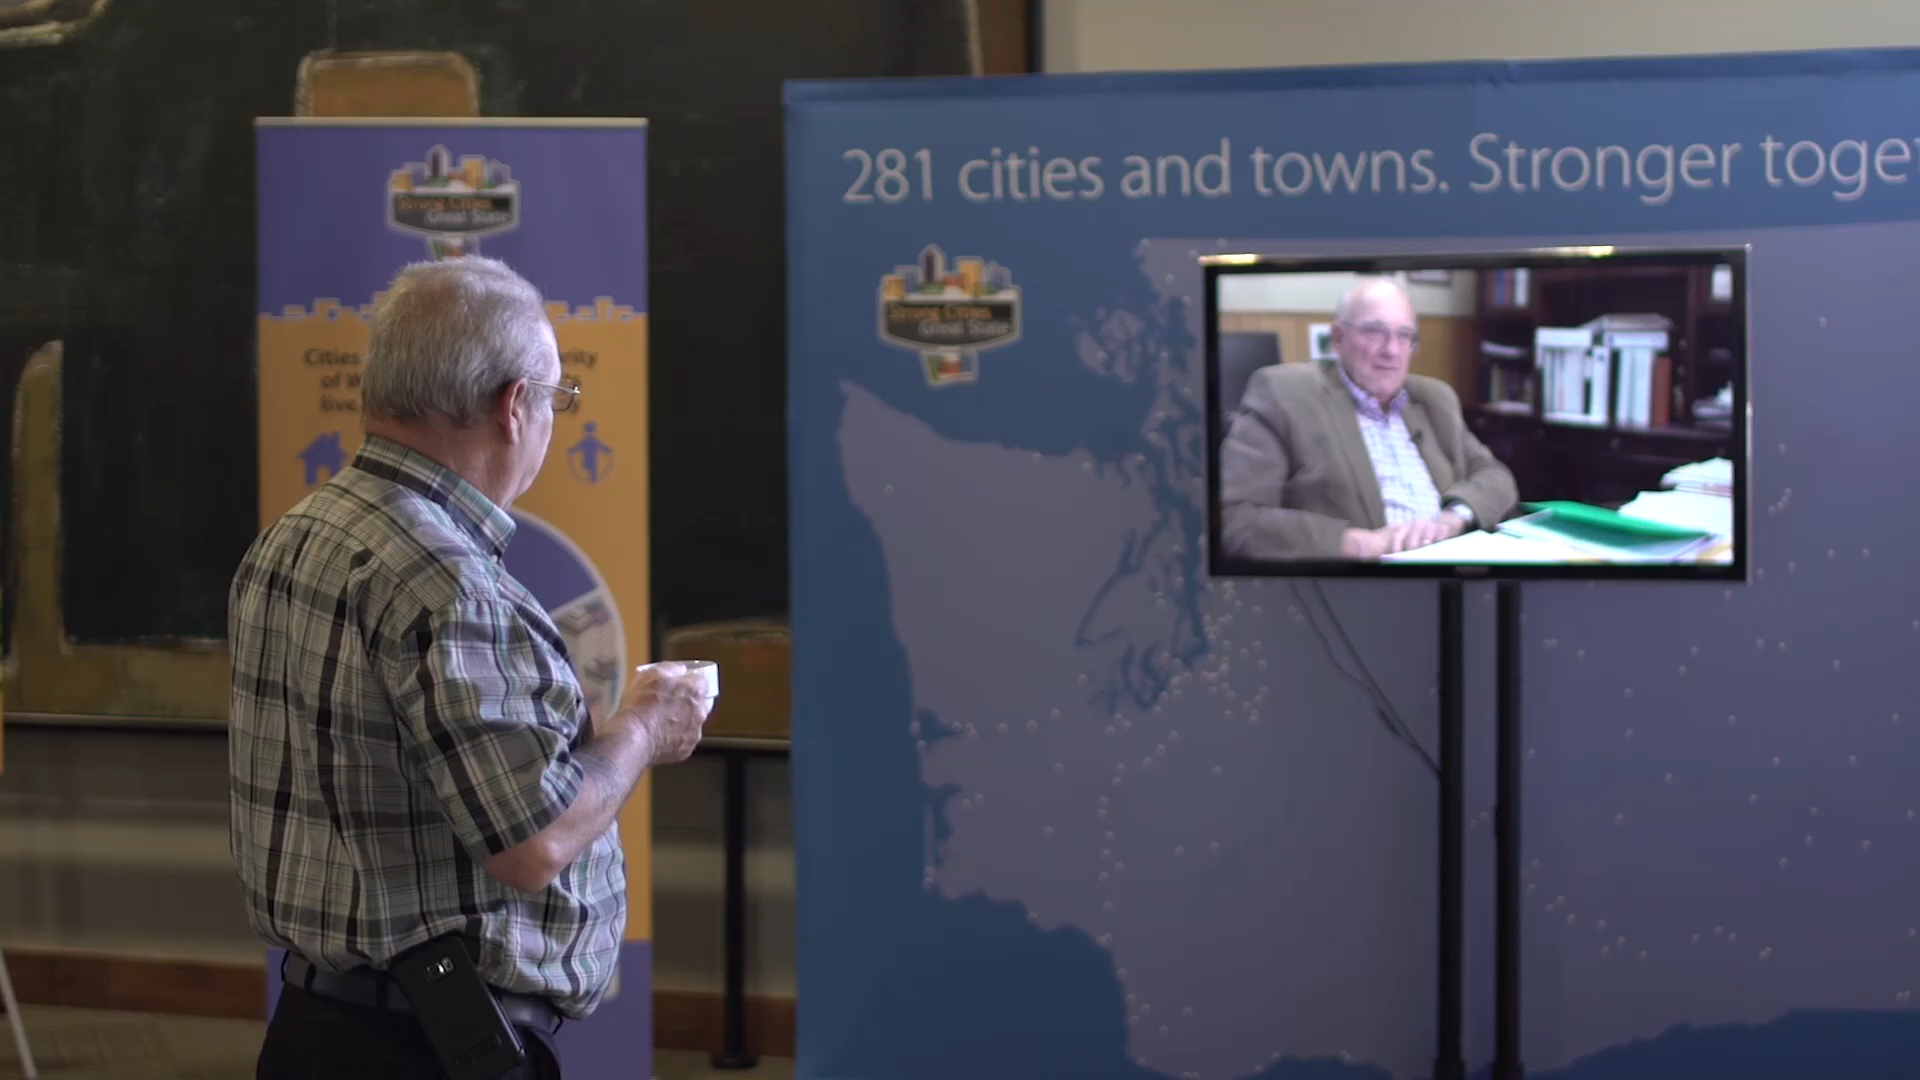 Strong Cities
Great State
Cities
of W
live,
281 cities and towns. Stronger toge
Strong Cities
Great State